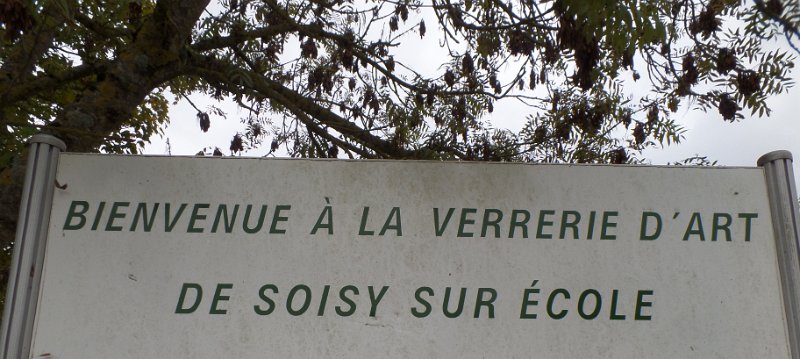 BIENVENUE À LA VERRERIE D´ART
DE SOISY SUR ÉCOLE